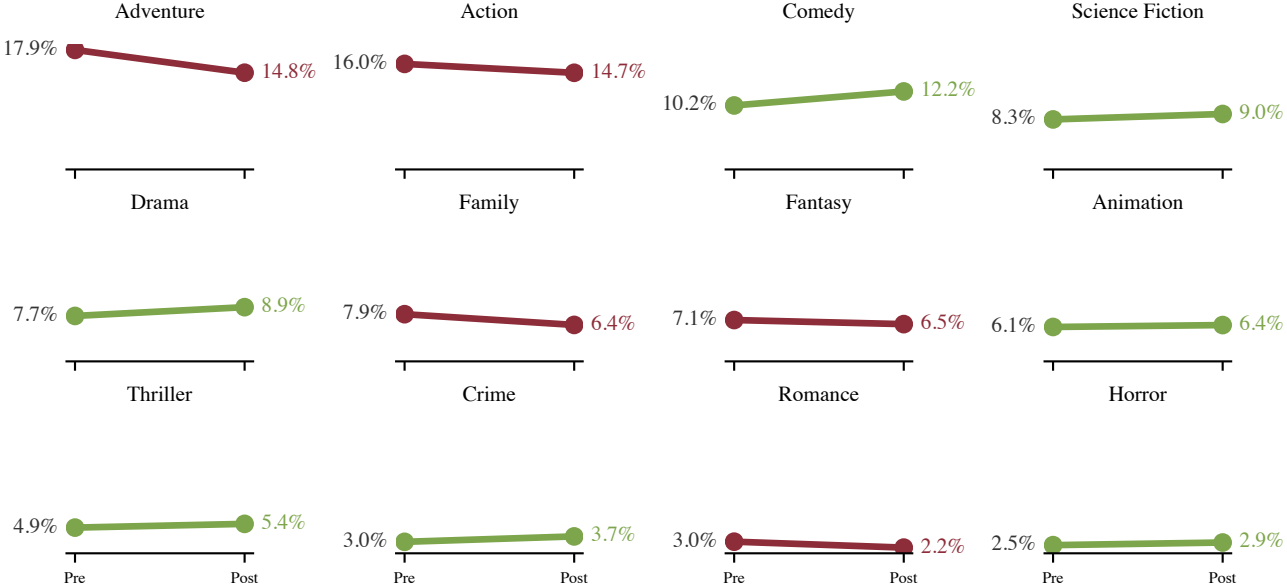 Adventure
Action
Comedy
Science Fiction
17.9%
14.8%
16.0%
14.7%
10.2%
12.2%
8.3%
9.0%
Drama
Family
Fantasy
Animation
7.7%
8.9%
7.9%
6.4%
7.1%
6.5%
6.1%
6.4%
Thriller
Crime
Romance
Horror
4.9%
5.4%
3.0%
3.7%
3.0%
2.2%
2.5%
2.9%
Pre
Post
Pre
Post
Pre
Post
Pre
Post